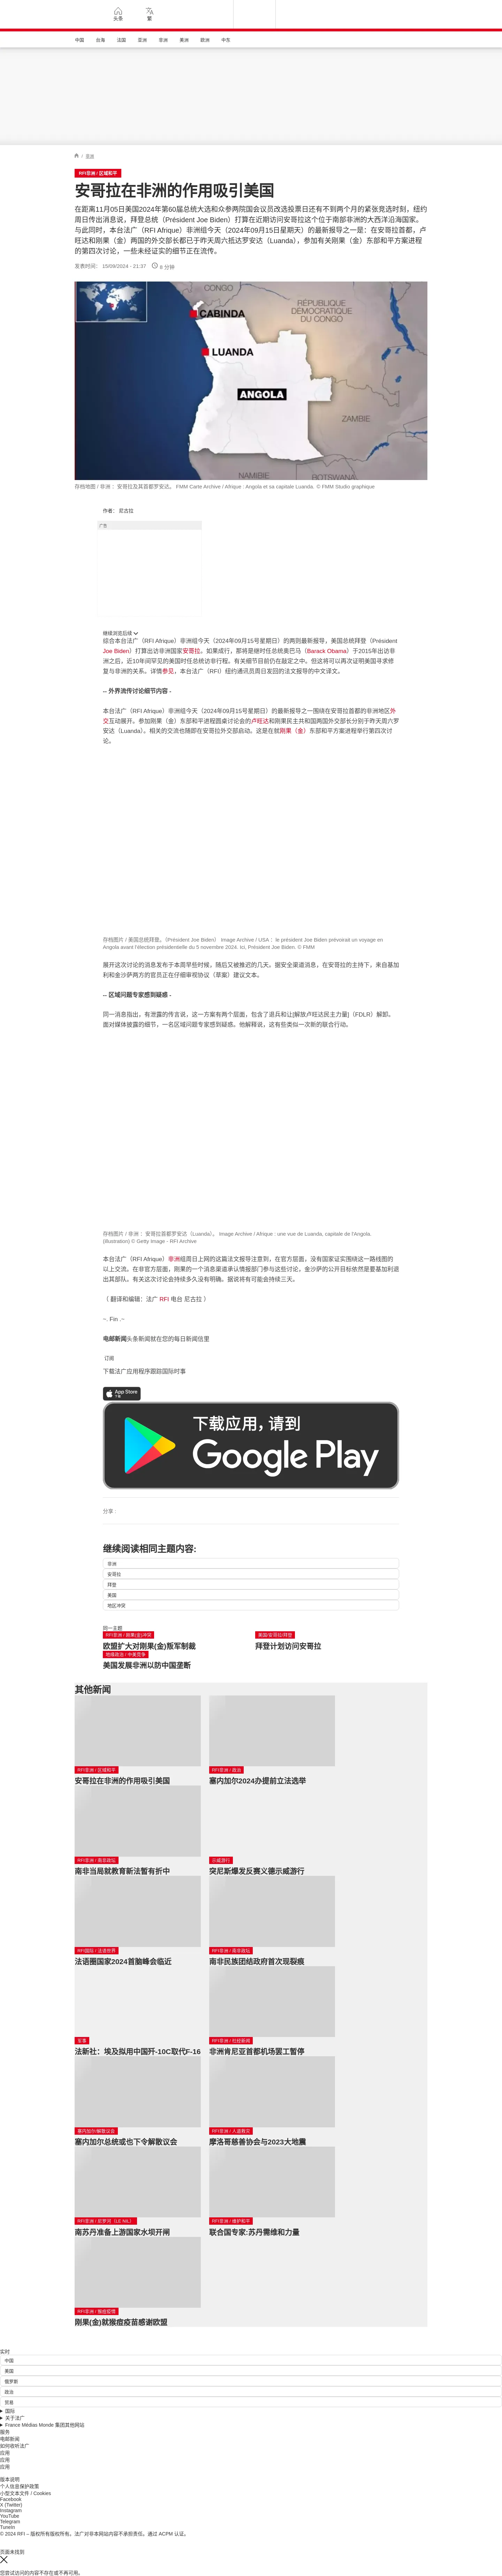 头条
繁
中国
台海
法国
亚洲
非洲
美洲
欧洲
中东
/ 非洲
RFI非洲 / 区域和平
安哥拉在非洲的作用吸引美国
在距离11月05日美国2024年第60届总统大选和众参两院国会议员改选投票日还有不到两个月的紧张竞选时刻，纽约
周日传出消息说，拜登总统（Président Joe Biden）打算在近期访问安哥拉这个位于南部非洲的大西洋沿海国家。
与此同时，本台法广（RFI Afrique）非洲组今天（2024年09月15日星期天）的最新报导之一是：在安哥拉首都，卢
旺达和刚果（金）两国的外交部长都已于昨天周六抵达罗安达（Luanda），参加有关刚果（金）东部和平方案进程
的第四次讨论，一些未经证实的细节正在流传。
发表时间： 15/09/2024 - 21:37
8 分钟
RÉPUBLIQUE
DÉMOCRATIQUE
DU CONGO
CABINDA
LUANDA
ANGOLA
ZAMBIE
NAMIBIE
BOTSWANA
存档地图 / 非洲 ：安哥拉及其首都罗安达。 FMM Carte Archive / Afrique : Angola et sa capitale Luanda. © FMM Studio graphique
作者： 尼古拉
广告
继续浏览后续
综合本台法广（RFI Afrique）非洲组今天（2024年09月15号星期日）的两则最新报导，美国总统拜登（Président
Joe Biden）打算出访非洲国家安哥拉。如果成行，那将是继时任总统奥巴马（Barack Obama）于2015年出访非
洲之后，近10年间罕见的美国时任总统访非行程。有关细节目前仍在敲定之中。但这将可以再次证明美国寻求修
复与非洲的关系。详情参见，本台法广（RFI）纽约通讯员周日发回的法文报导的中文译文。
-- 外界流传讨论细节内容 -
本台法广（RFI Afrique）非洲组今天（2024年09月15号星期日）的最新报导之一围绕在安哥拉首都的非洲地区外
交互动展开。参加刚果（金）东部和平进程圆桌讨论会的卢旺达和刚果民主共和国两国外交部长分别于昨天周六罗
安达（Luanda）。相关的交流也随即在安哥拉外交部启动。这是在就刚果（金）东部和平方案进程举行第四次讨
论。
存档图片 / 美国总统拜登。（Président Joe Biden） Image Archive / USA： le président Joe Biden prévoirait un voyage en
Angola avant l'élection présidentielle du 5 novembre 2024. Ici, Président Joe Biden. © FMM
展开这次讨论的消息发布于本周早些时候，随后又被推迟的几天。据安全渠道消息，在安哥拉的主持下，来自基加
利和金沙萨两方的官员正在仔细审视协议（草案）建议文本。
-- 区域问题专家感到疑惑 -
同一消息指出，有泄露的传言说，这一方案有两个层面，包含了退兵和让[解放卢旺达民主力量]（FDLR）解部。
面对媒体披露的细节，一名区域问题专家感到疑惑。他解释说，这有些类似一次新的联合行动。
存档图片 / 非洲 ：安哥拉首都罗安达（Luanda）。 Image Archive / Afrique : une vue de Luanda, capitale de l'Angola.
(Illustration) © Getty Image - RFI Archive
本台法广（RFI Afrique）非洲组周日上网的这篇法文报导注意到，在官方层面，没有国家证实围绕这一路线图的
以上交流。在非官方层面，刚果的一个消息渠道承认情报部门参与这些讨论，金沙萨的公开目标依然是要基加利退
出其部队，有关这次讨论会持续多久没有明确。据说将有可能会持续三天。
（ 翻译和编辑：法广 RFI 电台 尼古拉 ）
~. Fin .~
电邮新闻头条新闻就在您的每日新闻信里
订阅
下载法广应用程序跟踪国际时事
App Store
下载
下载应用，请到
Google Play
分享 :
继续阅读相同主题内容:
非洲
安哥拉
拜登
美国
地区冲突
同一主题
RFI非洲 / 刚果(金)冲突
欧盟扩大对刚果(金)叛军制裁
美国/安哥拉/拜登
拜登计划访问安哥拉
地缘政治 / 中美竞争
美国发展非洲以防中国垄断
其他新闻
RFI非洲 / 区域和平
安哥拉在非洲的作用吸引美国
RFI非洲 / 政治
塞内加尔2024办提前立法选举
RFI非洲 / 南非政坛
南非当局就教育新法暂有折中
示威游行
突尼斯爆发反赛义德示威游行
RFI国际 / 法语世界
法语圈国家2024首脑峰会临近
RFI非洲 / 南非政坛
南非民族团结政府首次现裂痕
军事
法新社：埃及拟用中国歼-10C取代F-16
RFI非洲 / 社经新闻
非洲肯尼亚首都机场罢工暂停
塞内加尔/解散议会
塞内加尔总统或也下令解散议会
RFI非洲 / 人道救灾
摩洛哥慈善协会与2023大地震
RFI非洲 / 尼罗河（LE NIL）
南苏丹准备上游国家水坝开闸
RFI非洲 / 维护和平
联合国专家:苏丹需维和力量
RFI非洲 / 猴痘疫情
刚果(金)就猴痘疫苗感谢欧盟
实时
中国
美国
俄罗斯
政治
贸易
国际
关于法广
France Médias Monde 集团其他网站
服务
电邮新闻
如何收听法广
应用
应用
应用
版本说明
个人信息保护政策
小型文本文件 / Cookies
Facebook
X (Twitter)
Instagram
YouTube
Telegram
TuneIn
© 2024 RFI – 版权所有版权所有。法广对非本网站内容不承担责任。通过 ACPM 认证。
页面未找到
您尝试访问的内容不存在或不再可用。